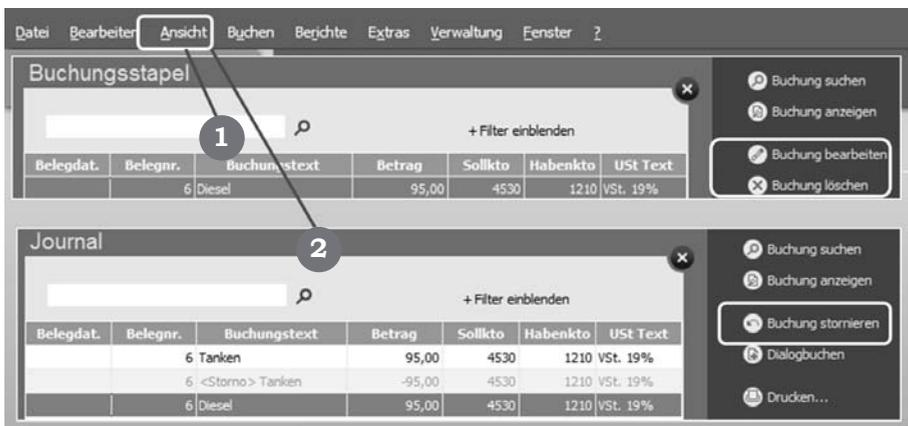 Datei Bearbeiten Ansicht Buchen Berichte Extras Verwaltung Fenster ?
Buchungsstapel
+ Filter einblenden
Belegdat. Belegnr. Buchungstext Betrag Sollkto Habenkto USt Text
6 Diesel 95,00 4530 1210 VSt. 19%
Buchung suchen
Buchung anzeigen
Buchung bearbeiten
Buchung löschen
1
2
Journal
+ Filter einblenden
Belegdat. Belegnr. Buchungstext Betrag Sollkto Habenkto USt Text
6 Tanken 95,00 4530 1210 VSt. 19%
6 <Storno> Tanken -95,00 4530 1210 VSt. 19%
6 Diesel 95,00 4530 1210 VSt. 19%
Buchung suchen
Buchung anzeigen
Buchung stornieren
Dialogbuchen
Drucken...